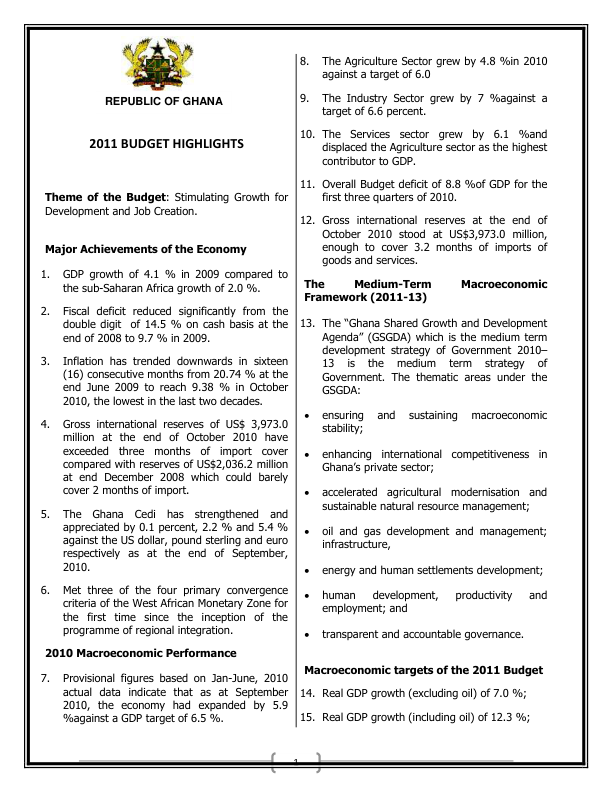 REPUBLIC OF GHANA
2011 BUDGET HIGHLIGHTS
Theme of the Budget: Stimulating Growth for
Development and Job Creation.
Major Achievements of the Economy
1. GDP growth of 4.1 % in 2009 compared to
the sub-Saharan Africa growth of 2.0 %.
2. Fiscal deficit reduced significantly from the
double digit of 14.5 % on cash basis at the
end of 2008 to 9.7 % in 2009.
3. Inflation has trended downwards in sixteen
(16) consecutive months from 20.74 % at the
end June 2009 to reach 9.38 % in October
2010, the lowest in the last two decades.
4. Gross international reserves of US$ 3,973.0
million at the end of October 2010 have
exceeded three months of import cover
compared with reserves of US$2,036.2 million
at end December 2008 which could barely
cover 2 months of import.
5. The Ghana Cedi has strengthened and
appreciated by 0.1 percent, 2.2 % and 5.4 %
against the US dollar, pound sterling and euro
respectively as at the end of September,
2010.
6. Met three of the four primary convergence
criteria of the West African Monetary Zone for
the first time since the inception of the
programme of regional integration.
2010 Macroeconomic Performance
7. Provisional figures based on Jan-June, 2010
actual data indicate that as at September
2010, the economy had expanded by 5.9
%against a GDP target of 6.5 %.
8. The Agriculture Sector grew by 4.8 %in 2010
against a target of 6.0
9. The Industry Sector grew by 7 %against a
target of 6.6 percent.
10. The Services sector grew by 6.1 %and
displaced the Agriculture sector as the highest
contributor to GDP.
11. Overall Budget deficit of 8.8 %of GDP for the
first three quarters of 2010.
12. Gross international reserves at the end of
October 2010 stood at US$3,973.0 million,
enough to cover 3.2 months of imports of
goods and services.
The Medium-Term Macroeconomic
Framework (2011-13)
13. The “Ghana Shared Growth and Development
Agenda” (GSGDA) which is the medium term
development strategy of Government 2010–
13 is the medium term strategy of
Government. The thematic areas under the
GSGDA:
• ensuring and sustaining macroeconomic
stability;
• enhancing international competitiveness in
Ghana’s private sector;
• accelerated agricultural modernisation and
sustainable natural resource management;
• oil and gas development and management;
infrastructure,
• energy and human settlements development;
• human development, productivity and
employment; and
• transparent and accountable governance.
Macroeconomic targets of the 2011 Budget
14. Real GDP growth (excluding oil) of 7.0 %;
15. Real GDP growth (including oil) of 12.3 %;
1